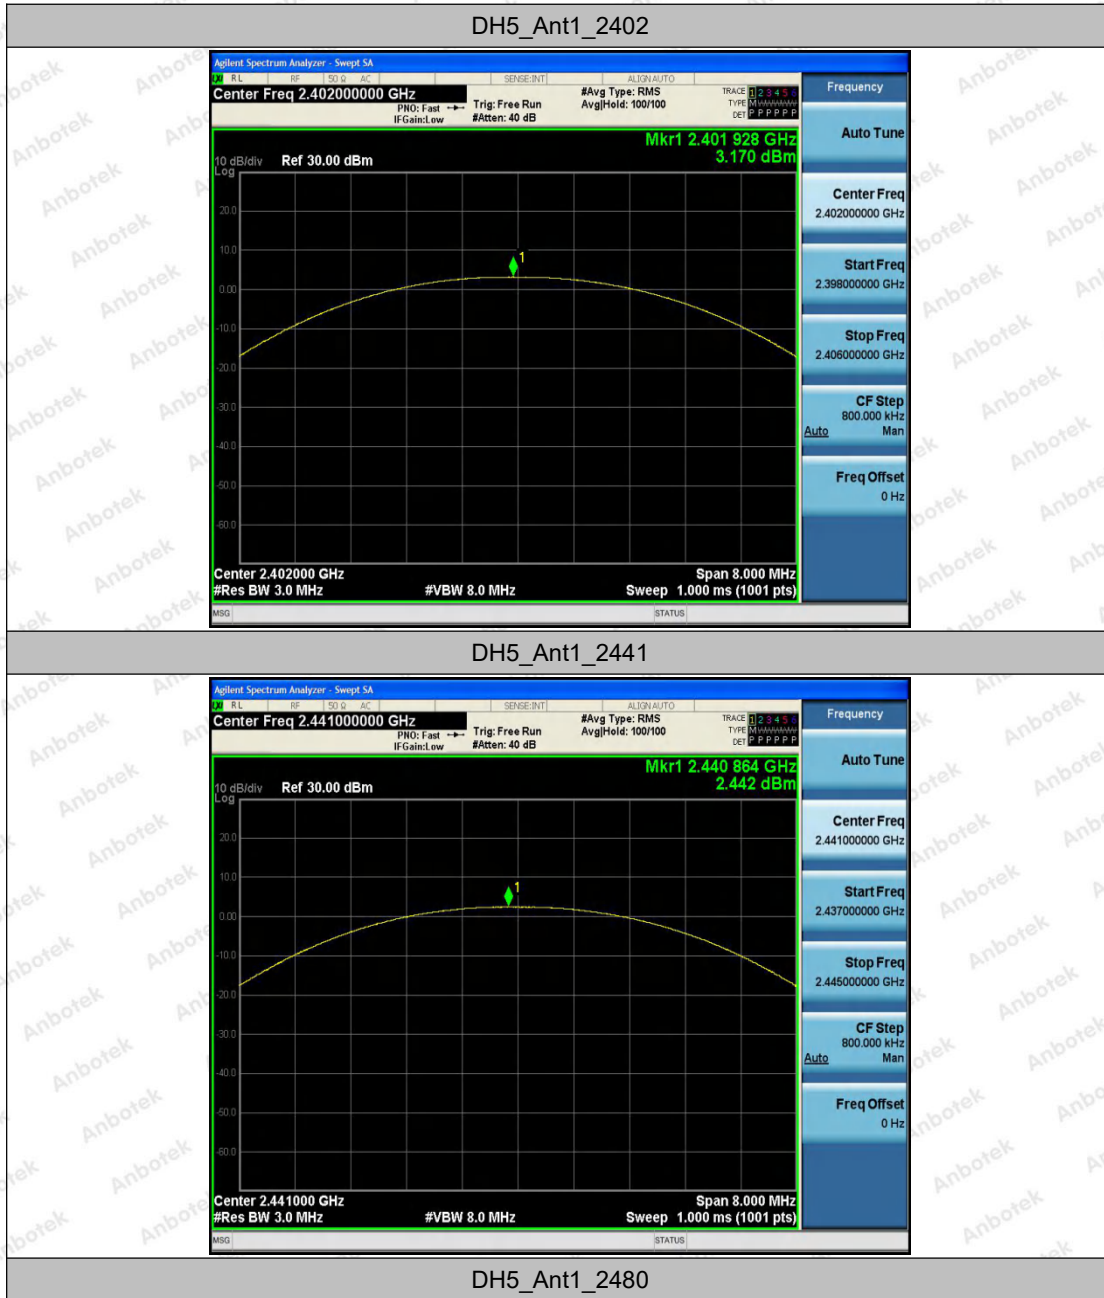 DH5_Ant1_2402
Agilent Spectrum Analyzer - Swept SA
RL RF 50 Ω AC SENSE:INT ALIGN AUTO
Center Freq 2.402000000 GHz
PNO: Fast
IFGain:Low
Trig: Free Run
#Atten: 40 dB
#Avg Type: RMS
Avg|Hold: 100/100
TRACE 1 2 3 4 5 6
TYPE M
DET P P P P P P
Mkr1 2.401 928 GHz
3.170 dBm
10 dB/div Ref 30.00 dBm
Log
20.0
10.0
1
0.00
-10.0
-20.0
-30.0
-40.0
-50.0
-60.0
Center 2.402000 GHz Span 8.000 MHz
#Res BW 3.0 MHz #VBW 8.0 MHz Sweep 1.000 ms (1001 pts)
MSG STATUS
Frequency
Auto Tune
Center Freq
2.402000000 GHz
Start Freq
2.398000000 GHz
Stop Freq
2.406000000 GHz
CF Step
800.000 kHz
Auto Man
Freq Offset
0 Hz
DH5_Ant1_2441
Agilent Spectrum Analyzer - Swept SA
RL RF 50 Ω AC SENSE:INT ALIGN AUTO
Center Freq 2.441000000 GHz
PNO: Fast
IFGain:Low
Trig: Free Run
#Atten: 40 dB
#Avg Type: RMS
Avg|Hold: 100/100
TRACE 1 2 3 4 5 6
TYPE M
DET P P P P P P
Mkr1 2.440 864 GHz
2.442 dBm
10 dB/div Ref 30.00 dBm
Log
20.0
10.0
1
0.00
-10.0
-20.0
-30.0
-40.0
-50.0
-60.0
Center 2.441000 GHz Span 8.000 MHz
#Res BW 3.0 MHz #VBW 8.0 MHz Sweep 1.000 ms (1001 pts)
MSG STATUS
Frequency
Auto Tune
Center Freq
2.441000000 GHz
Start Freq
2.437000000 GHz
Stop Freq
2.445000000 GHz
CF Step
800.000 kHz
Auto Man
Freq Offset
0 Hz
DH5_Ant1_2480
Anbotek